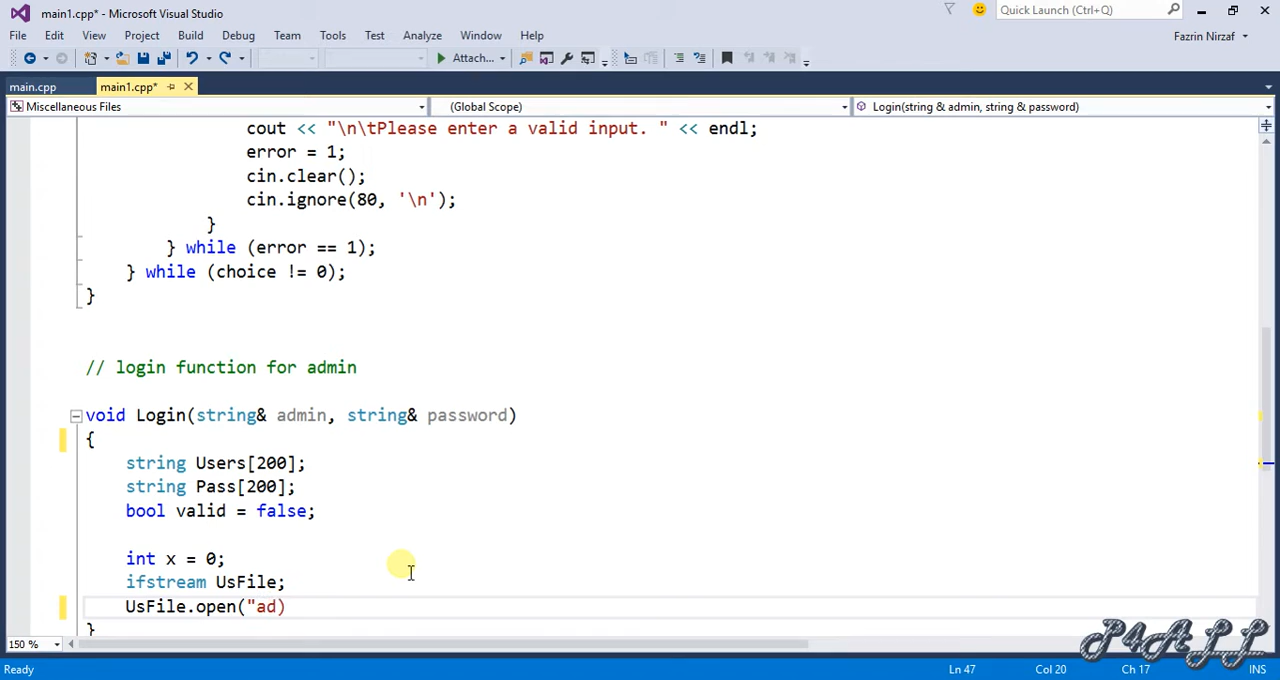 main1.cpp* - Microsoft Visual Studio
Quick Launch (Ctrl+Q)
File Edit View Project Build Debug Team Tools Test Analyze Window Help
Fazrin Nirzaf
Attach...
main.cpp main1.cpp*
Miscellaneous Files (Global Scope) Login(string & admin, string & password)
cout << "\n\tPlease enter a valid input. " << endl;
error = 1;
cin.clear();
cin.ignore(80, '\n');
}
} while (error == 1);
} while (choice != 0);
}
// login function for admin
void Login(string& admin, string& password)
{
string Users[200];
string Pass[200];
bool valid = false;
int x = 0;
ifstream UsFile;
UsFile.open("ad)
}
150 %
P4ALL
Ready Ln 47 Col 20 Ch 17 INS